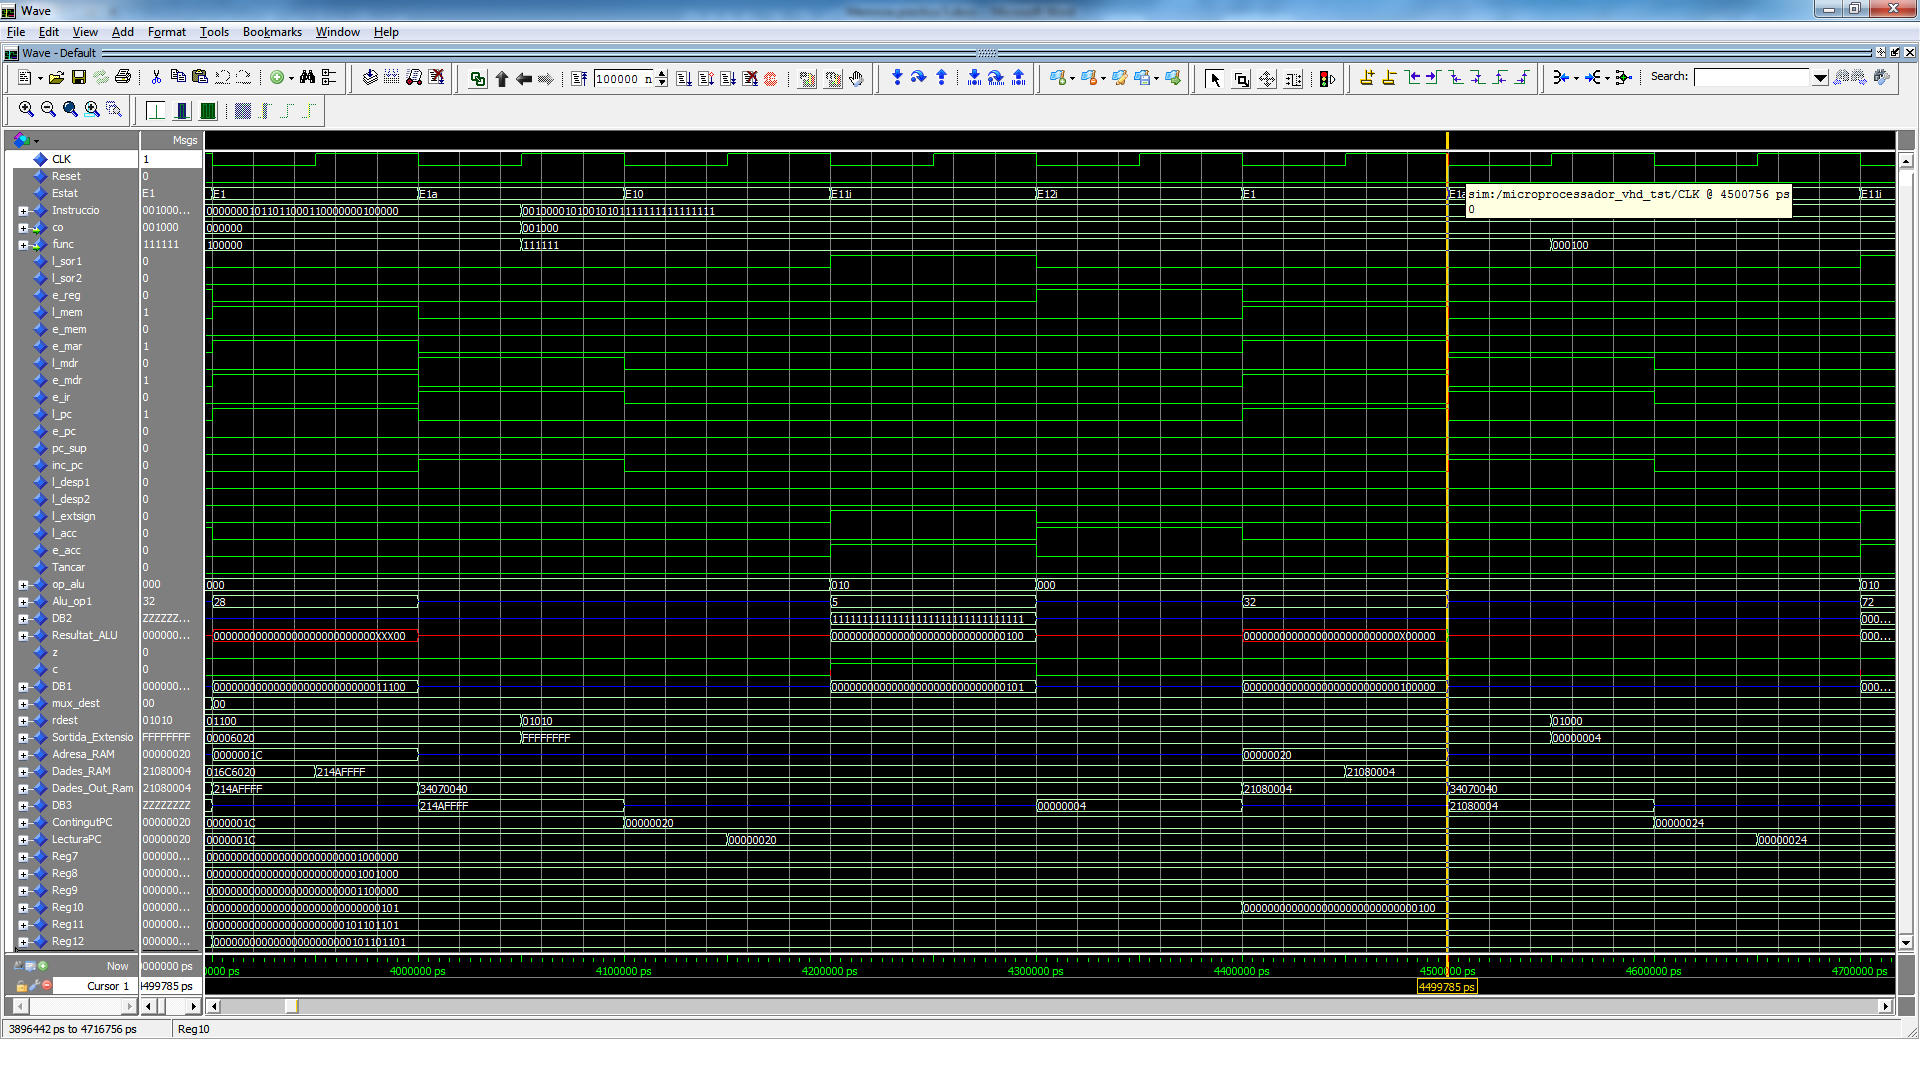 Wave
File Edit View Add Format Tools Bookmarks Window Help
Wave - Default
100000 n
Search:
Msgs
CLK 1
Reset 0
Estat E1 E1 E1a E10 E11i E12i E1 E1a E11i
sim:/microprocessador_vhd_tst/CLK @ 4500756 ps
0
Instruccio 001000... 00000001011011000110000000100000 00100001010010101111111111111111
co 001000 000000 001000
func 111111 100000 111111 000100
l_sor1 0
l_sor2 0
e_reg 0
l_mem 1
e_mem 0
e_mar 1
l_mdr 0
e_mdr 1
e_ir 0
l_pc 1
e_pc 0
pc_sup 0
inc_pc 0
l_desp1 0
l_desp2 0
l_extsign 0
l_acc 0
e_acc 0
Tancar 0
op_alu 000 000 010 000 010
Alu_op1 32 28 5 32 72
DB2 ZZZZZZ... 11111111111111111111111111111111 000...
Resultat_ALU 000000... 000000000000000000000000000XXX00 00000000000000000000000000000100 00000000000000000000000000X00000 000...
z 0
c 0
DB1 000000... 00000000000000000000000000011100 00000000000000000000000000000101 00000000000000000000000000100000 000...
mux_dest 00 00
rdest 01010 01100 01010 01000
Sortida_Extensio FFFFFFFF 00006020 FFFFFFFF 00000004
Adresa_RAM 00000020 0000001C 00000020
Dades_RAM 21080004 016C6020 214AFFFF 21080004
Dades_Out_Ram 21080004 214AFFFF 34070040 21080004 34070040
DB3 ZZZZZZZZ 214AFFFF 00000004 21080004
ContingutPC 00000020 0000001C 00000020 00000024
LecturaPC 00000020 0000001C 00000020 00000024
Reg7 000000... 00000000000000000000000001000000
Reg8 000000... 00000000000000000000000001001000
Reg9 000000... 00000000000000000000000001100000
Reg10 000000... 00000000000000000000000000000101 00000000000000000000000000000100
Reg11 000000... 00000000000000000000000101101101
Reg12 000000... 00000000000000000000000101101101
Now 0000000 ps 0000 ps 4000000 ps 4100000 ps 4200000 ps 4300000 ps 4400000 ps 4500000 ps 4600000 ps 4700000 ps
Cursor 1 4499785 ps 4499785 ps
3896442 ps to 4716756 ps Reg10